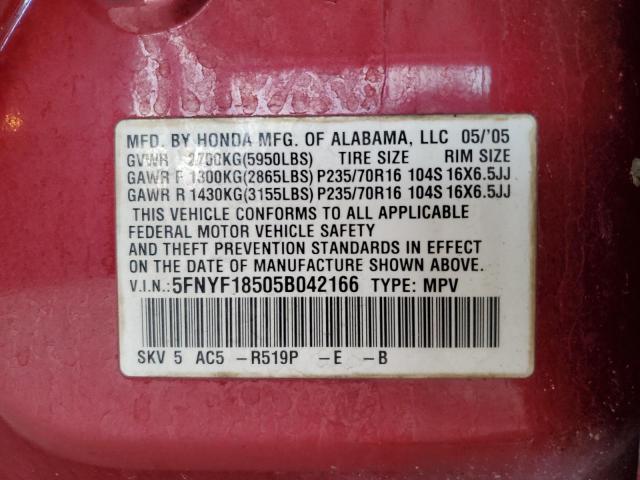 MFD. BY HONDA MFG. OF ALABAMA, LLC 05/'05
GVWR 2700KG(5950LBS) TIRE SIZE RIM SIZE
GAWR F 1300KG(2865LBS) P235/70R16 104S 16X6.5JJ
GAWR R 1430KG(3155LBS) P235/70R16 104S 16X6.5JJ
THIS VEHICLE CONFORMS TO ALL APPLICABLE
FEDERAL MOTOR VEHICLE SAFETY
AND THEFT PREVENTION STANDARDS IN EFFECT
ON THE DATE OF MANUFACTURE SHOWN ABOVE.
V.I.N.:5FNYF18505B042166 TYPE: MPV
SKV 5 AC5 -R519P -E -B